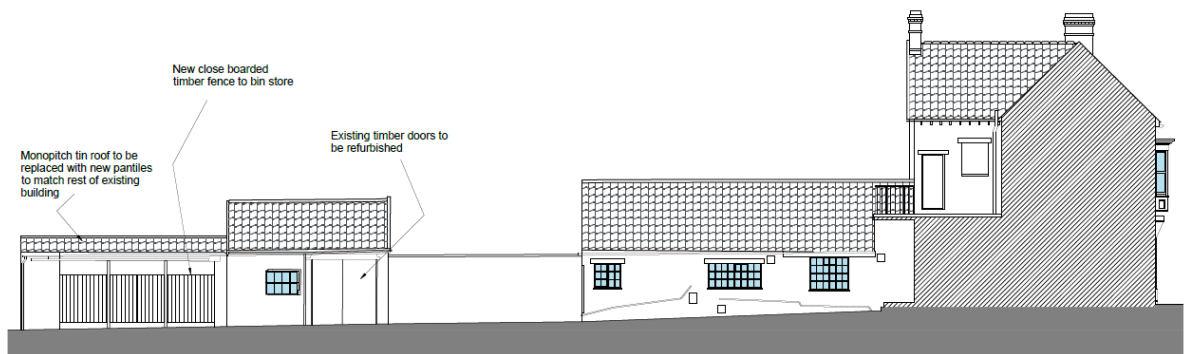 New close boarded
timber fence to bin store
Existing timber doors to
be refurbished
Monopitch tin roof to be
replaced with new pantiles
to match rest of existing
building